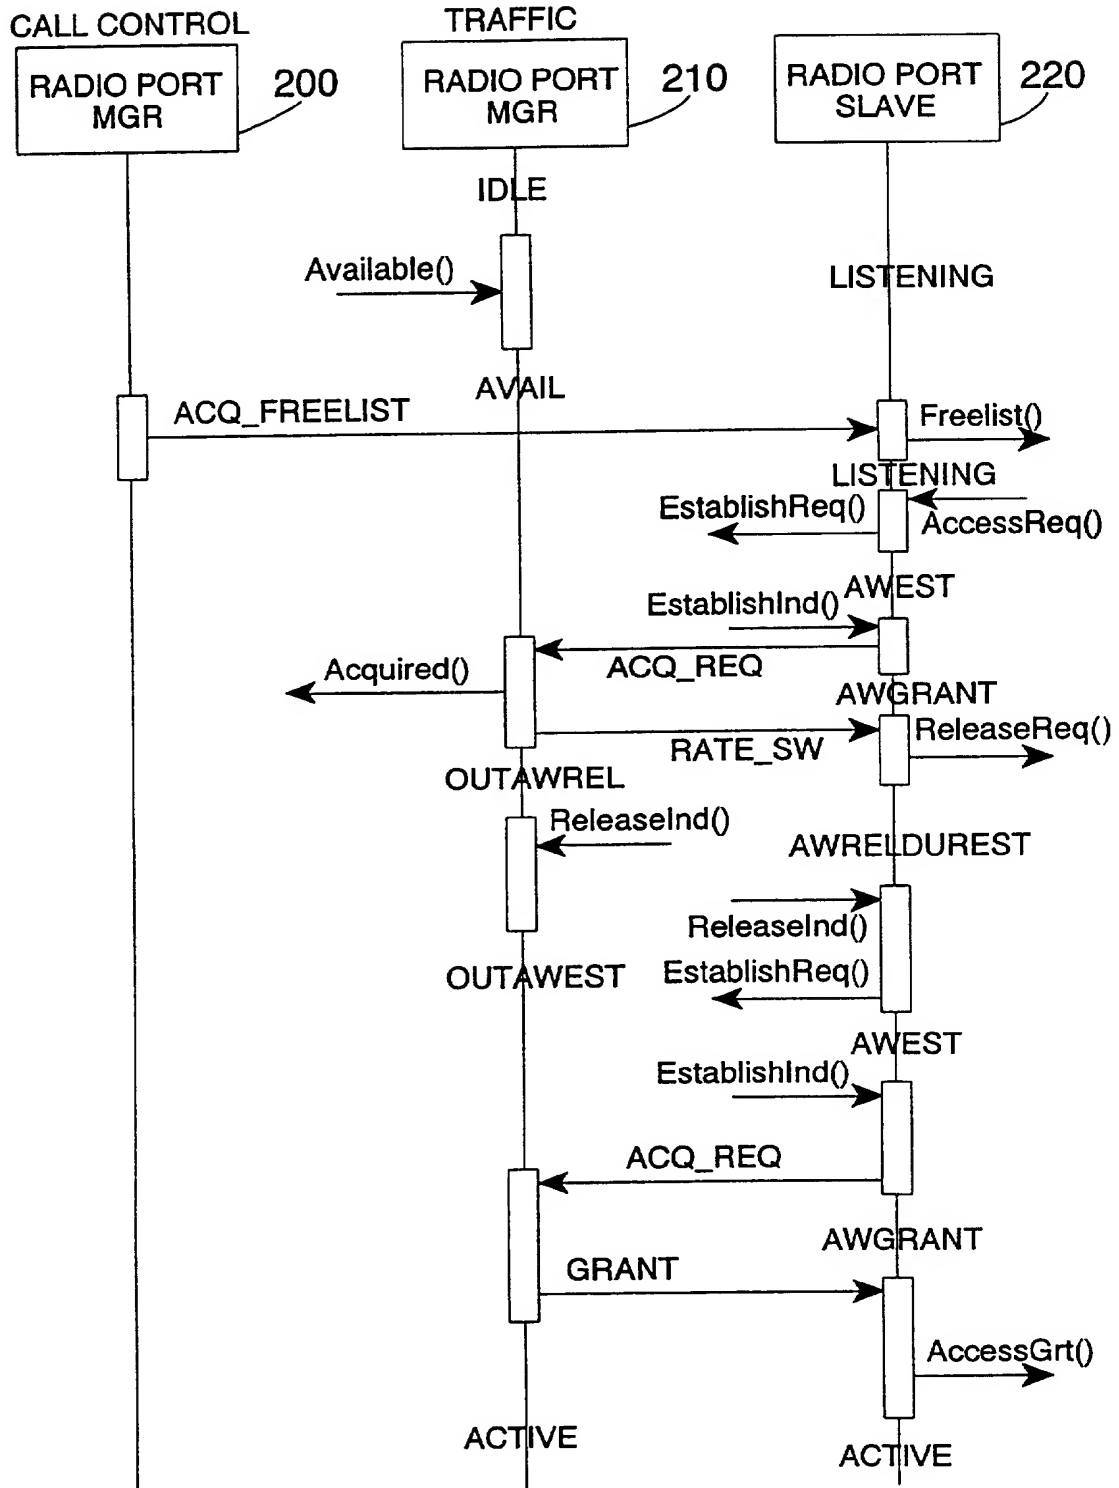 CALL CONTROL
TRAFFIC
RADIO PORT
MGR
200
RADIO PORT
MGR
210
RADIO PORT
SLAVE
220
IDLE
Available()
LISTENING
AVAIL
ACQ_FREELIST
Freelist()
LISTENING
EstablishReq()
AccessReq()
AWEST
EstablishInd()
ACQ_REQ
Acquired()
AWGRANT
ReleaseReq()
RATE_SW
OUTAWREL
ReleaseInd()
AWRELDUREST
ReleaseInd()
EstablishReq()
OUTAWEST
AWEST
EstablishInd()
ACQ_REQ
AWGRANT
GRANT
AccessGrt()
ACTIVE
ACTIVE